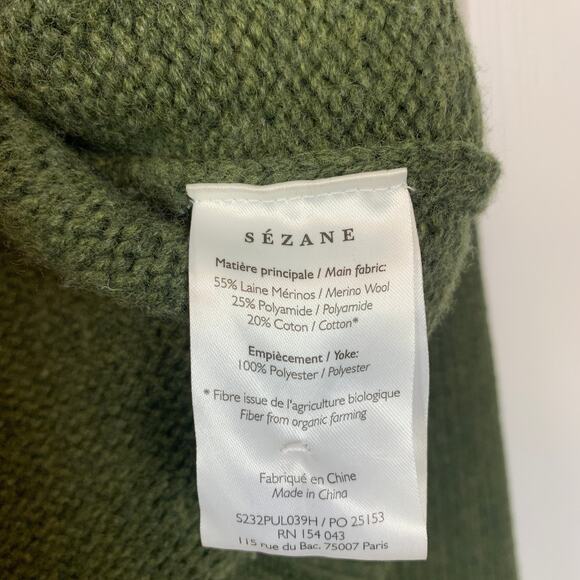 SÉZANE
Matière principale / Main fabric:
55% Laine Mérinos / Merino Wool
25% Polyamide / Polyamide
20% Coton / Cotton*
Empiècement / Yoke:
100% Polyester / Polyester
* Fibre issue de l'agriculture biologique
Fiber from organic farming
Fabriqué en Chine
Made in China
S232PUL039H / PO 25153
RN 154 043
115 rue du Bac. 75007 Paris